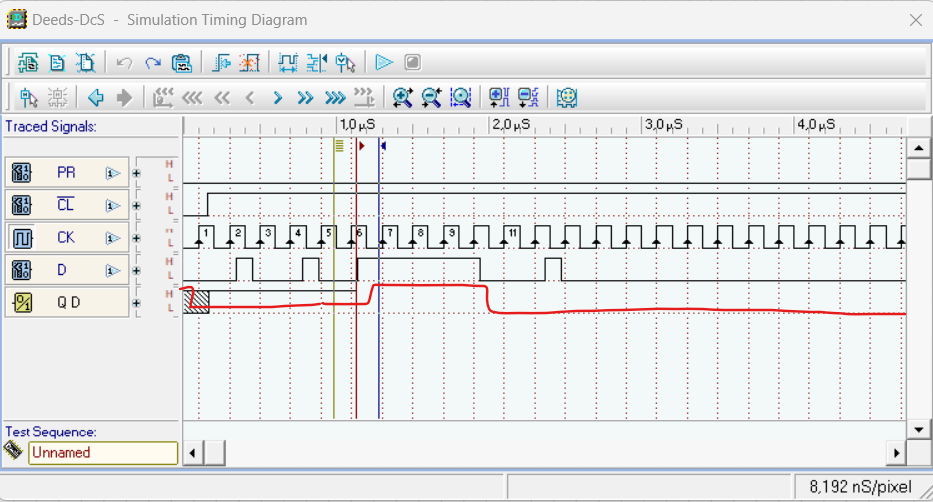 Deeds-DcS - Simulation Timing Diagram
Traced Signals:
1,0 µS 2,0 µS 3,0 µS 4,0 µS
PR H L
CL H L
CK H L 1 2 3 4 5 6 7 8 9 11
D H L
Q D H L
Test Sequence:
Unnamed
8,192 nS/pixel